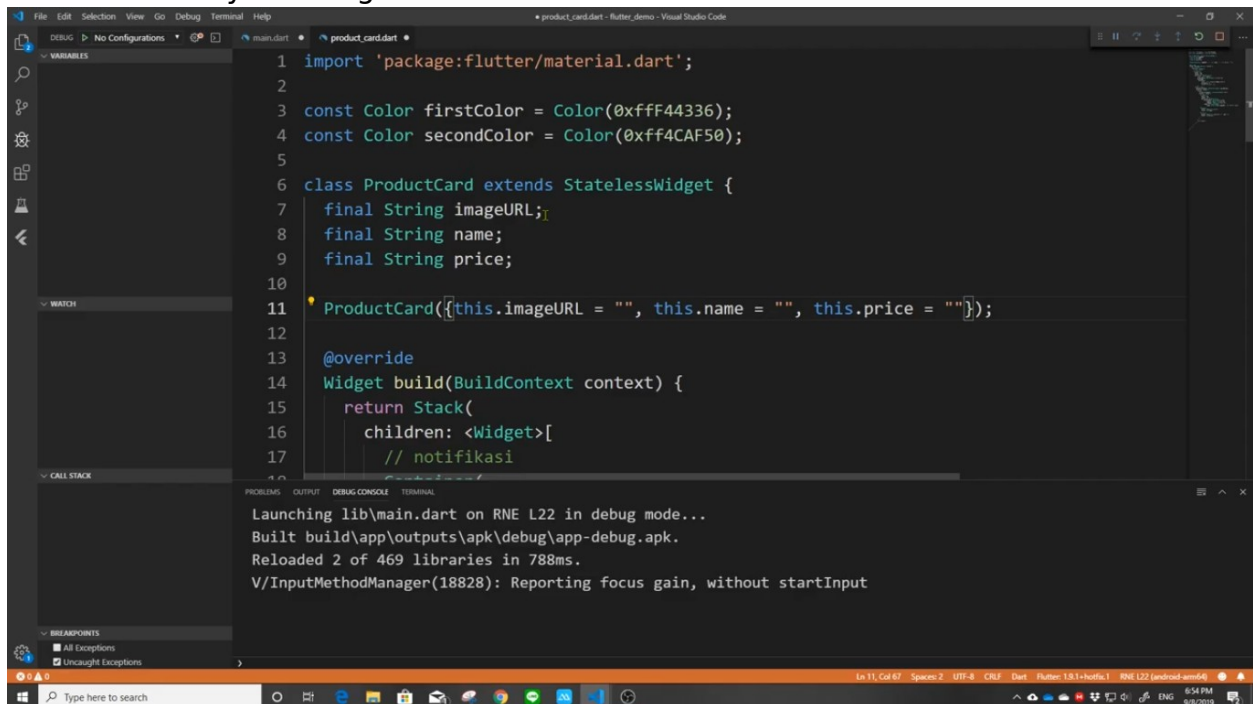 File Edit Selection View Go Debug Terminal Help
● product_card.dart - flutter_demo - Visual Studio Code
DEBUG No Configurations
main.dart ● product_card.dart ●
VARIABLES
1 import 'package:flutter/material.dart';
2
3 const Color firstColor = Color(0xffF44336);
4 const Color secondColor = Color(0xff4CAF50);
5
6 class ProductCard extends StatelessWidget {
7 final String imageURL;
8 final String name;
9 final String price;
10
WATCH
11 ProductCard({this.imageURL = "", this.name = "", this.price = ""});
12
13 @override
14 Widget build(BuildContext context) {
15 return Stack(
16 children: <Widget>[
17 // notifikasi
CALL STACK
PROBLEMS OUTPUT DEBUG CONSOLE TERMINAL
Launching lib\main.dart on RNE L22 in debug mode...
Built build\app\outputs\apk\debug\app-debug.apk.
Reloaded 2 of 469 libraries in 788ms.
V/InputMethodManager(18828): Reporting focus gain, without startInput
BREAKPOINTS
All Exceptions
Uncaught Exceptions
0 0 Ln 11, Col 67 Spaces: 2 UTF-8 CRLF Dart Flutter: 1.9.1+hotfix.1 RNE L22 (android-arm64)
Type here to search
ENG 6:54 PM
9/8/2019